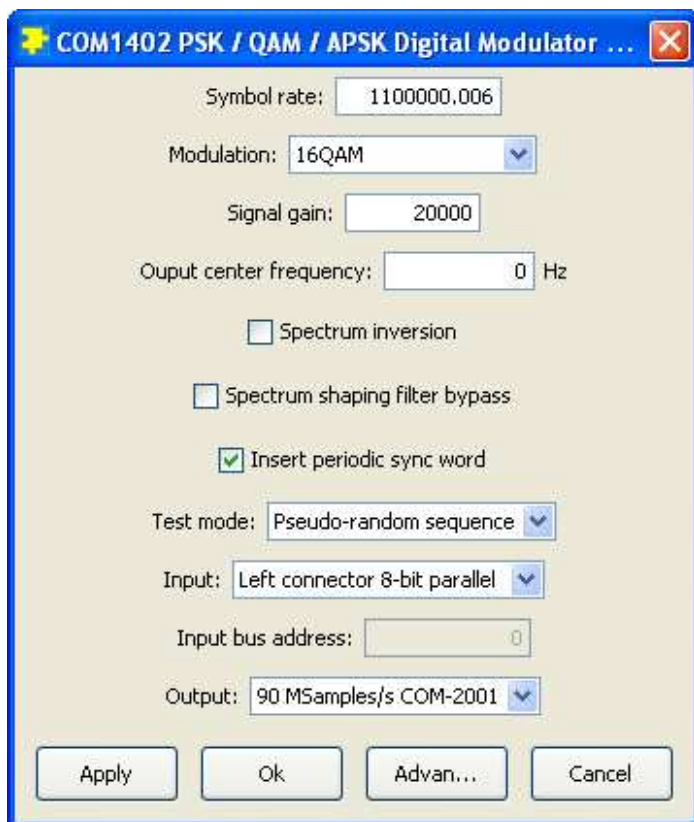 COM1402 PSK / QAM / APSK Digital Modulator ...
Symbol rate: 1100000.006
Modulation: 16QAM
Signal gain: 20000
Ouput center frequency: 0 Hz
Spectrum inversion
Spectrum shaping filter bypass
Insert periodic sync word
Test mode: Pseudo-random sequence
Input: Left connector 8-bit parallel
Input bus address: 0
Output: 90 MSamples/s COM-2001
Apply Ok Advan... Cancel